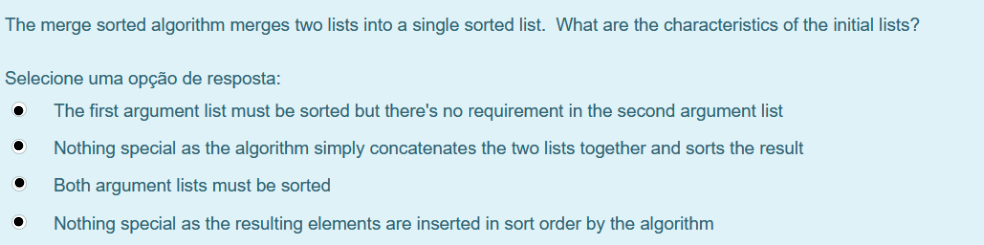 The merge sorted algorithm merges two lists into a single sorted list.  What are the characteristics of the initial lists?
Selecione uma opção de resposta:
The first argument list must be sorted but there's no requirement in the second argument list
Nothing special as the algorithm simply concatenates the two lists together and sorts the result
Both argument lists must be sorted
Nothing special as the resulting elements are inserted in sort order by the algorithm